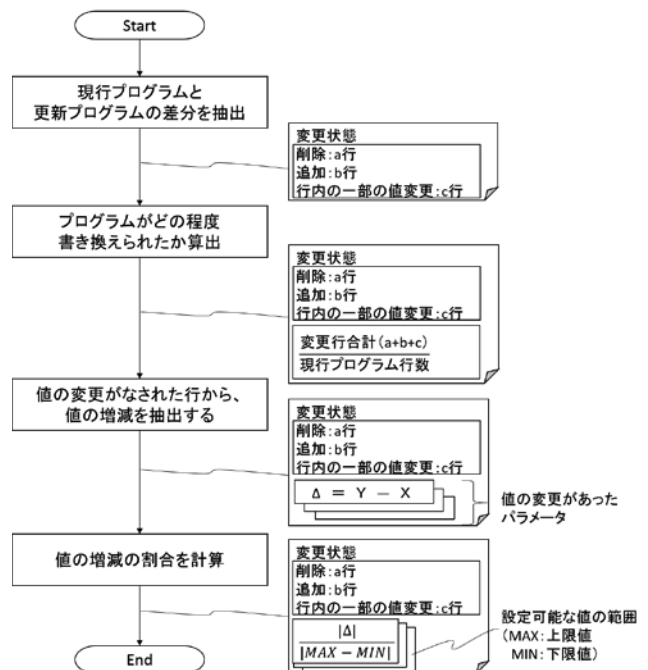 Start
現行プログラムと
更新プログラムの差分を抽出
変更状態
削除:a行
追加:b行
行内の一部の値変更:c行
プログラムがどの程度
書き換えられたか算出
変更状態
削除:a行
追加:b行
行内の一部の値変更:c行
変更行合計(a+b+c)
現行プログラム行数
値の変更がなされた行から、
値の増減を抽出する
変更状態
削除:a行
追加:b行
行内の一部の値変更:c行
Δ = Y − X
値の変更があった
パラメータ
値の増減の割合を計算
変更状態
削除:a行
追加:b行
行内の一部の値変更:c行
|Δ|
|MAX − MIN|
設定可能な値の範囲
(MAX:上限値
MIN:下限値)
End